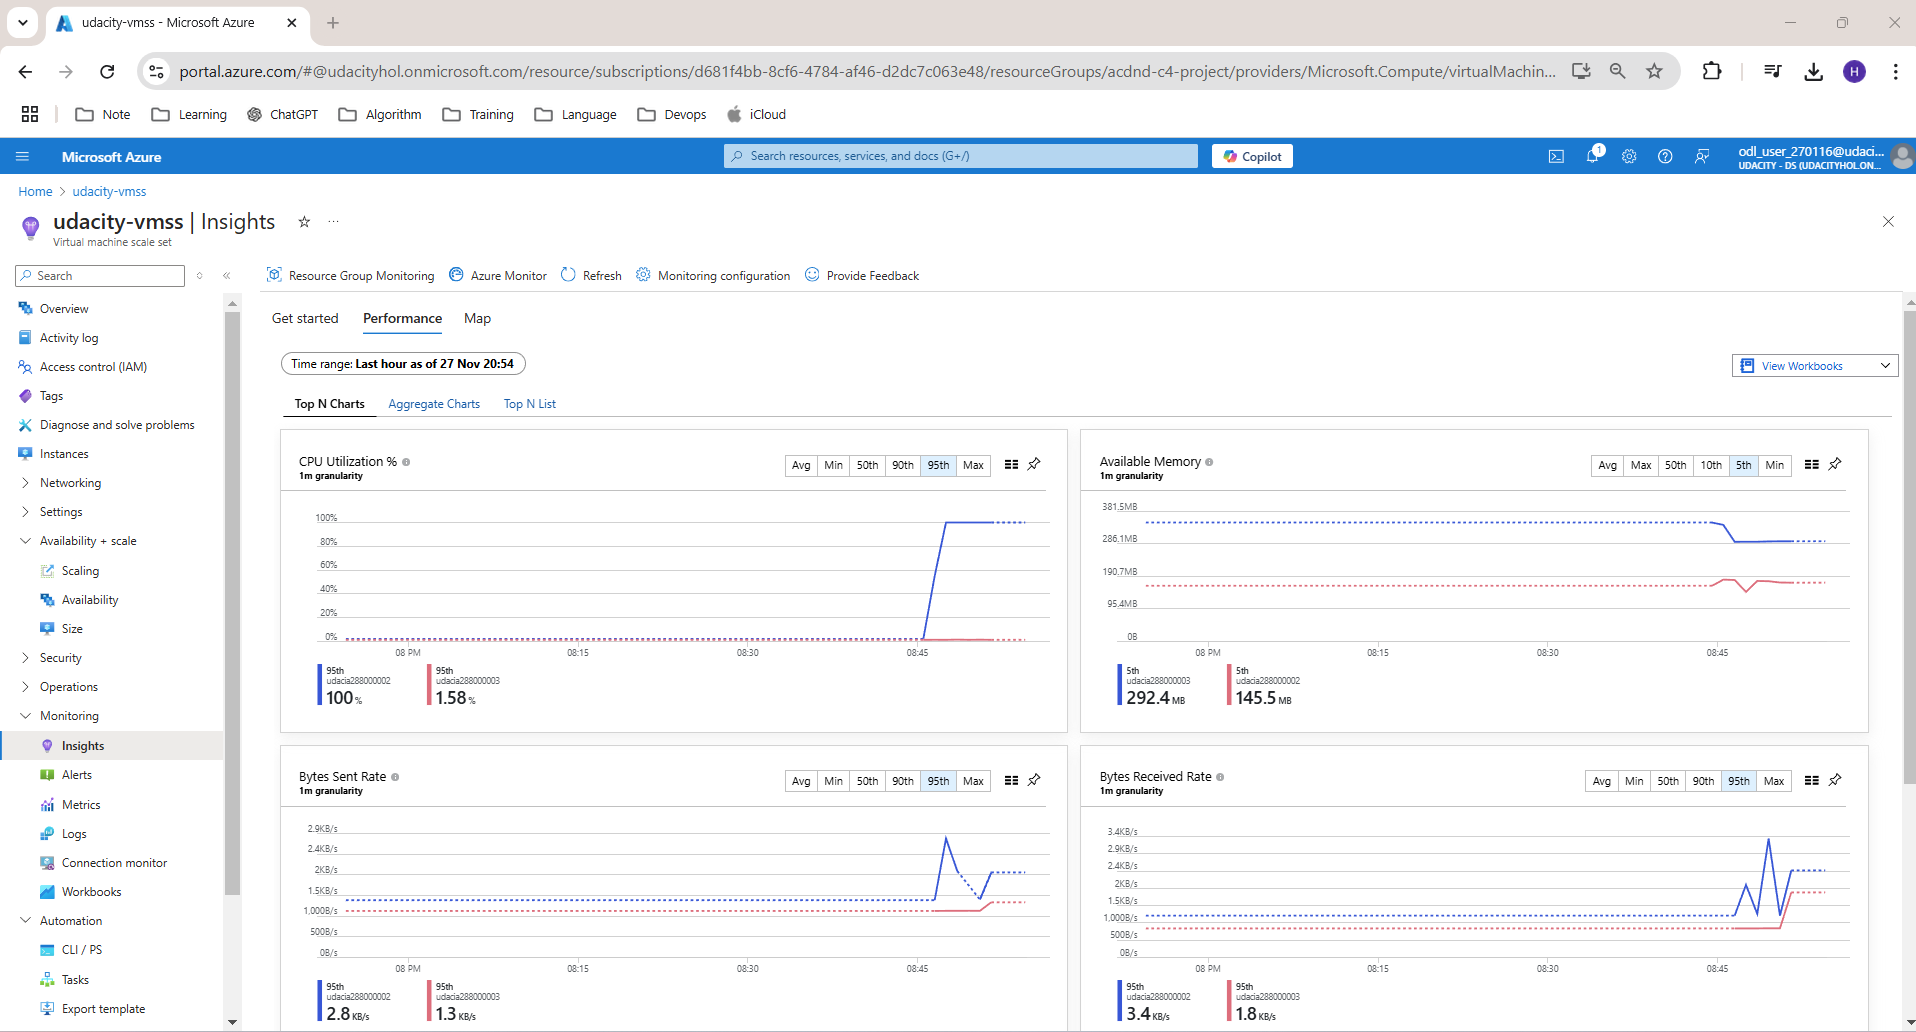 udacity-vmss - Microsoft Azure
portal.azure.com/#@udacityhol.onmicrosoft.com/resource/subscriptions/d681f4bb-8cf6-4784-af46-d2dc7c063e48/resourceGroups/acdnd-c4-project/providers/Microsoft.Compute/virtualMachin...
H
Note Learning ChatGPT Algorithm Training Language Devops iCloud
Microsoft Azure
Search resources, services, and docs (G+/)
Copilot
1
odl_user_270116@udaci...
UDACITY - DS (UDACITYHOL.ON...
Home > udacity-vmss
udacity-vmss | Insights
Virtual machine scale set
Search
Overview
Activity log
Access control (IAM)
Tags
Diagnose and solve problems
Instances
Networking
Settings
Availability + scale
Scaling
Availability
Size
Security
Operations
Monitoring
Insights
Alerts
Metrics
Logs
Connection monitor
Workbooks
Automation
CLI / PS
Tasks
Export template
Resource Group Monitoring Azure Monitor Refresh Monitoring configuration Provide Feedback
Get started Performance Map
Time range: Last hour as of 27 Nov 20:54
View Workbooks
Top N Charts Aggregate Charts Top N List
CPU Utilization %
1m granularity
Avg Min 50th 90th 95th Max
100%
80%
60%
40%
20%
0%
08 PM 08:15 08:30 08:45
95th
udacia288000002
100 %
95th
udacia288000003
1.58 %
Available Memory
1m granularity
Avg Max 50th 10th 5th Min
381.5MB
286.1MB
190.7MB
95.4MB
0B
08 PM 08:15 08:30 08:45
5th
udacia288000003
292.4 MB
5th
udacia288000002
145.5 MB
Bytes Sent Rate
1m granularity
Avg Min 50th 90th 95th Max
2.9KB/s
2.4KB/s
2KB/s
1.5KB/s
1,000B/s
500B/s
0B/s
08 PM 08:15 08:30 08:45
95th
udacia288000002
2.8 KB/s
95th
udacia288000003
1.3 KB/s
Bytes Received Rate
1m granularity
Avg Min 50th 90th 95th Max
3.4KB/s
2.9KB/s
2.4KB/s
2KB/s
1.5KB/s
1,000B/s
500B/s
0B/s
08 PM 08:15 08:30 08:45
95th
udacia288000002
3.4 KB/s
95th
udacia288000003
1.8 KB/s